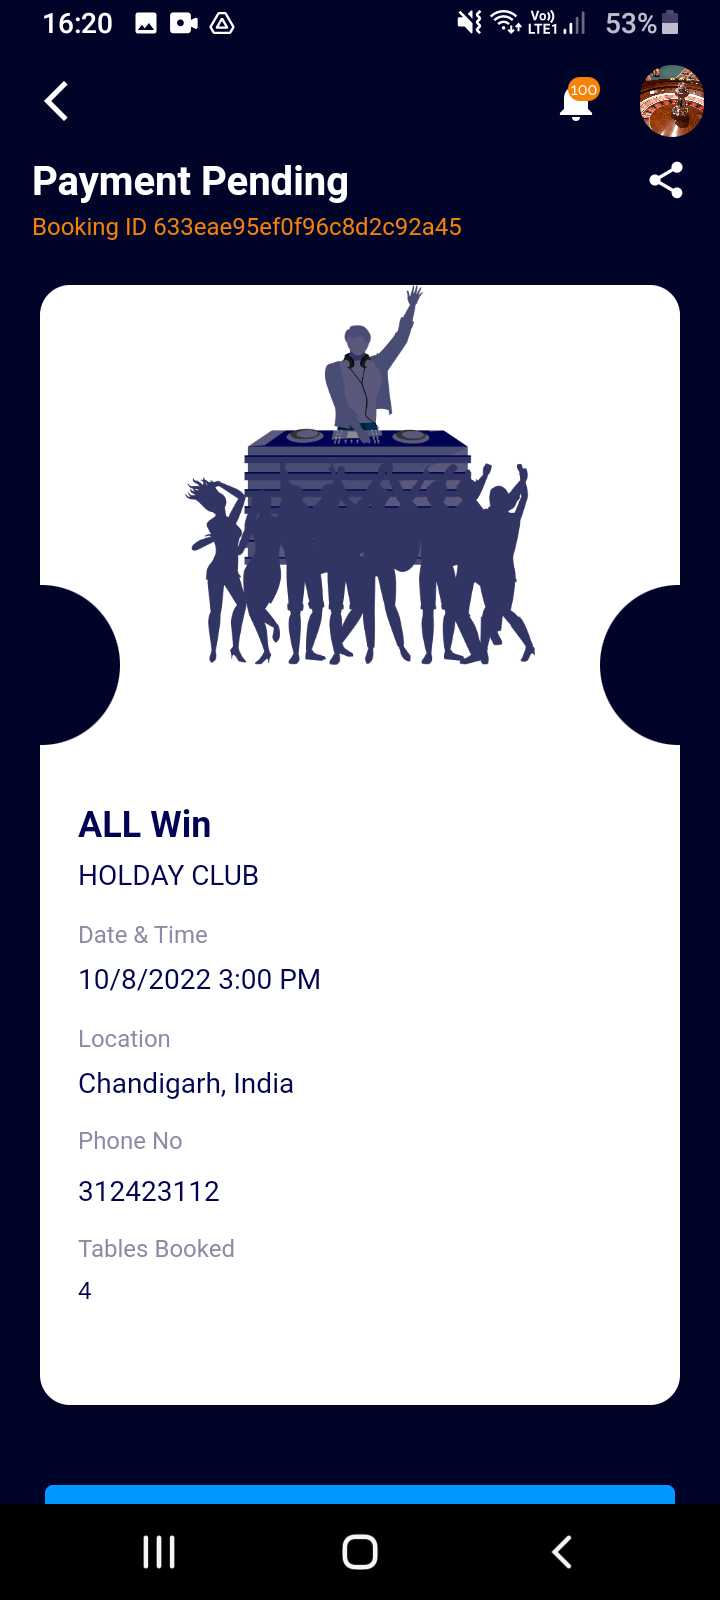 16:20
Vo))
LTE1
53%
100
Payment Pending
Booking ID 633eae95ef0f96c8d2c92a45
ALL Win
HOLDAY CLUB
Date & Time
10/8/2022 3:00 PM
Location
Chandigarh, India
Phone No
312423112
Tables Booked
4